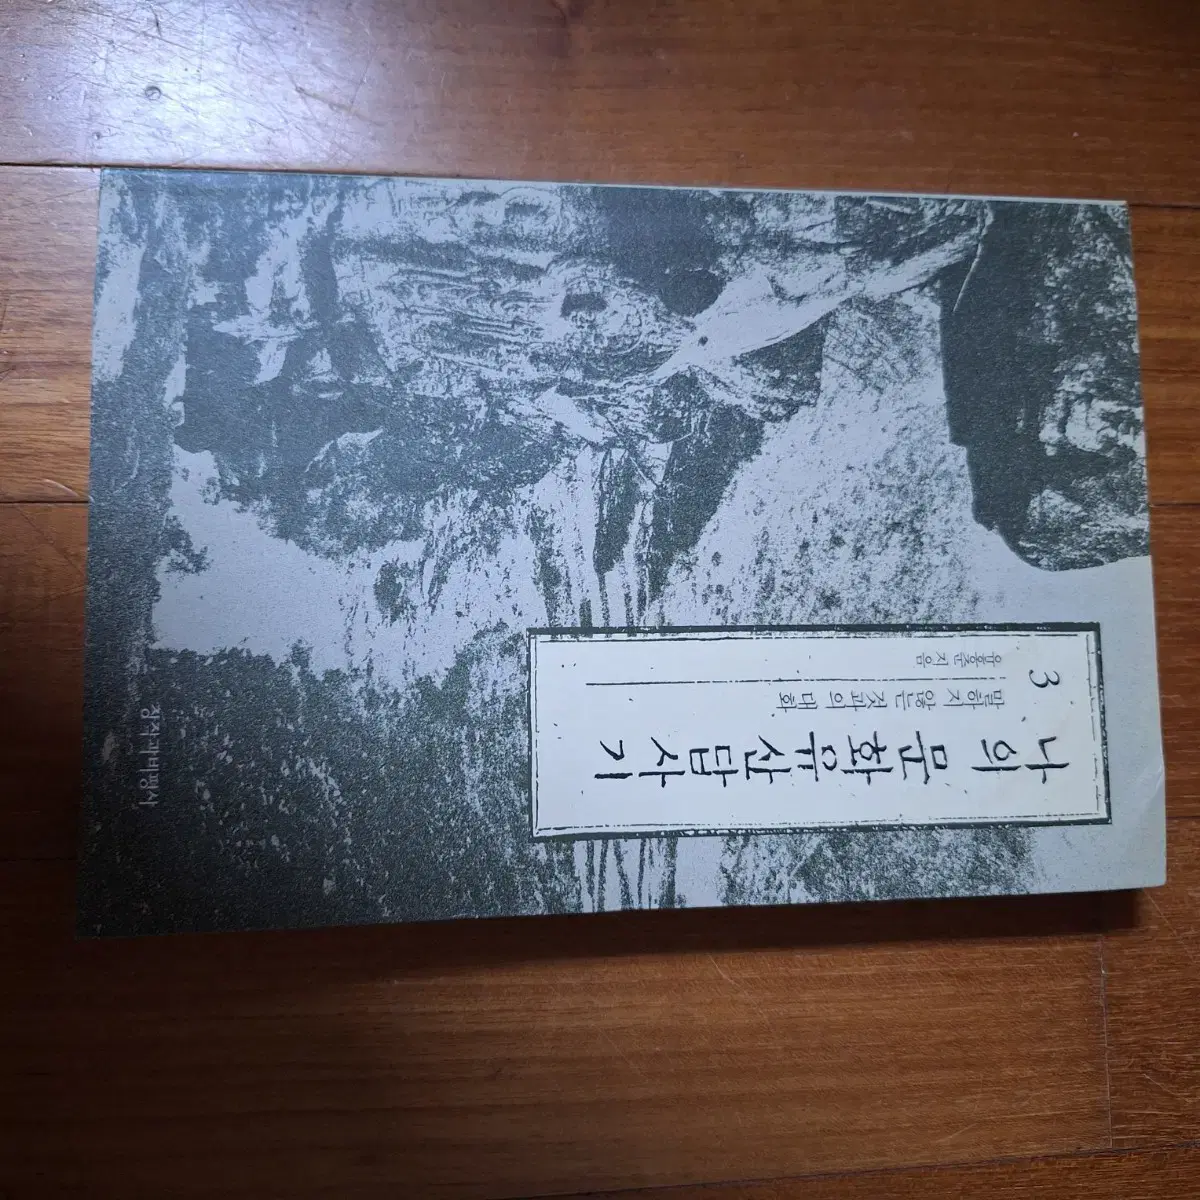 나의 문화유산답사기
말하지 않는 것과의 대화
3
유홍준 지음
창작과비평사